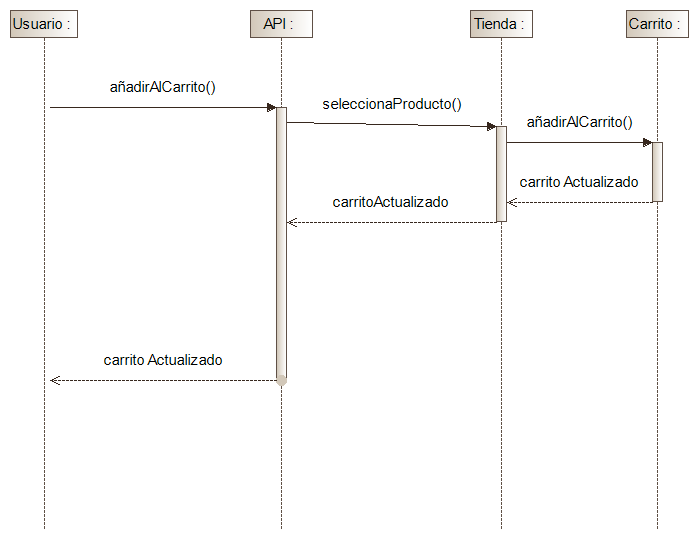 Usuario :
API :
Tienda :
Carrito :
añadirAlCarrito()
seleccionaProducto()
añadirAlCarrito()
carrito Actualizado
carritoActualizado
carrito Actualizado